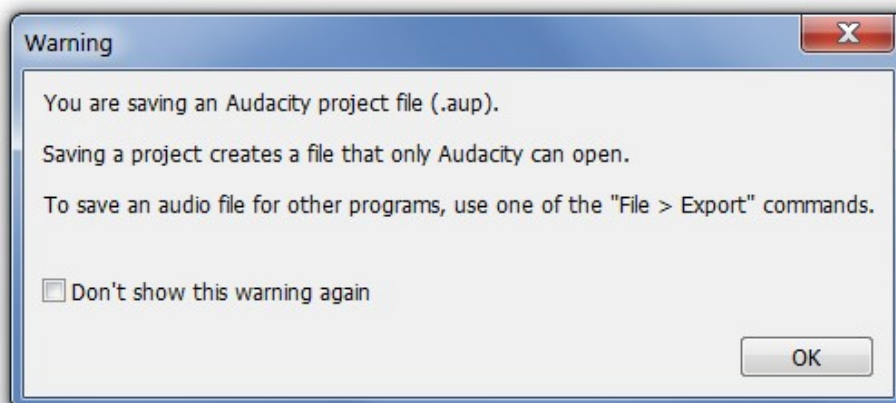 Warning
You are saving an Audacity project file (.aup).
Saving a project creates a file that only Audacity can open.
To save an audio file for other programs, use one of the "File > Export" commands.
Don't show this warning again
OK